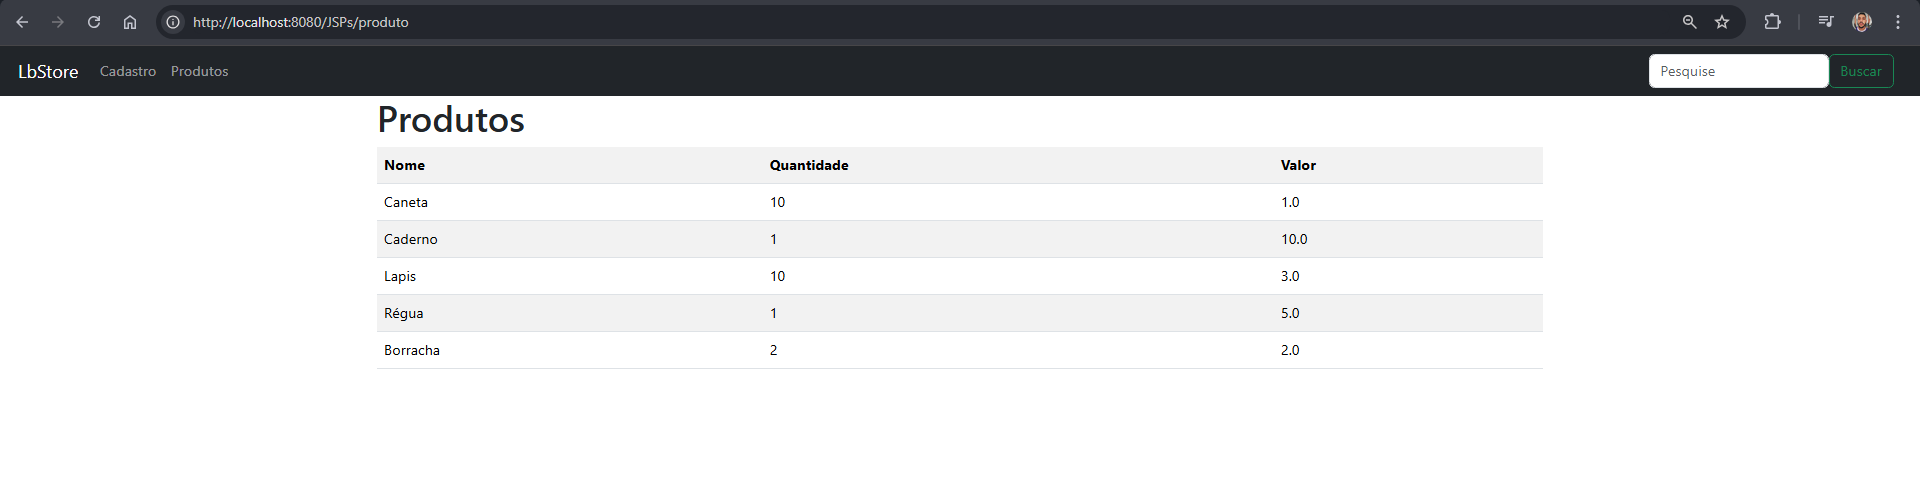 http://localhost:8080/JSPs/produto
LbStore Cadastro Produtos Pesquise Buscar
Produtos
Nome Quantidade Valor
Caneta 10 1.0
Caderno 1 10.0
Lapis 10 3.0
Régua 1 5.0
Borracha 2 2.0